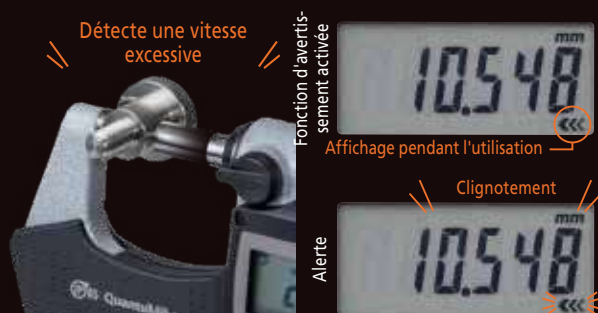 Détecte une vitesse
excessive
Fonction d'avertis-
sement activée
mm
10.548
Affichage pendant l'utilisation
Clignotement
Alerte
mm
10.548